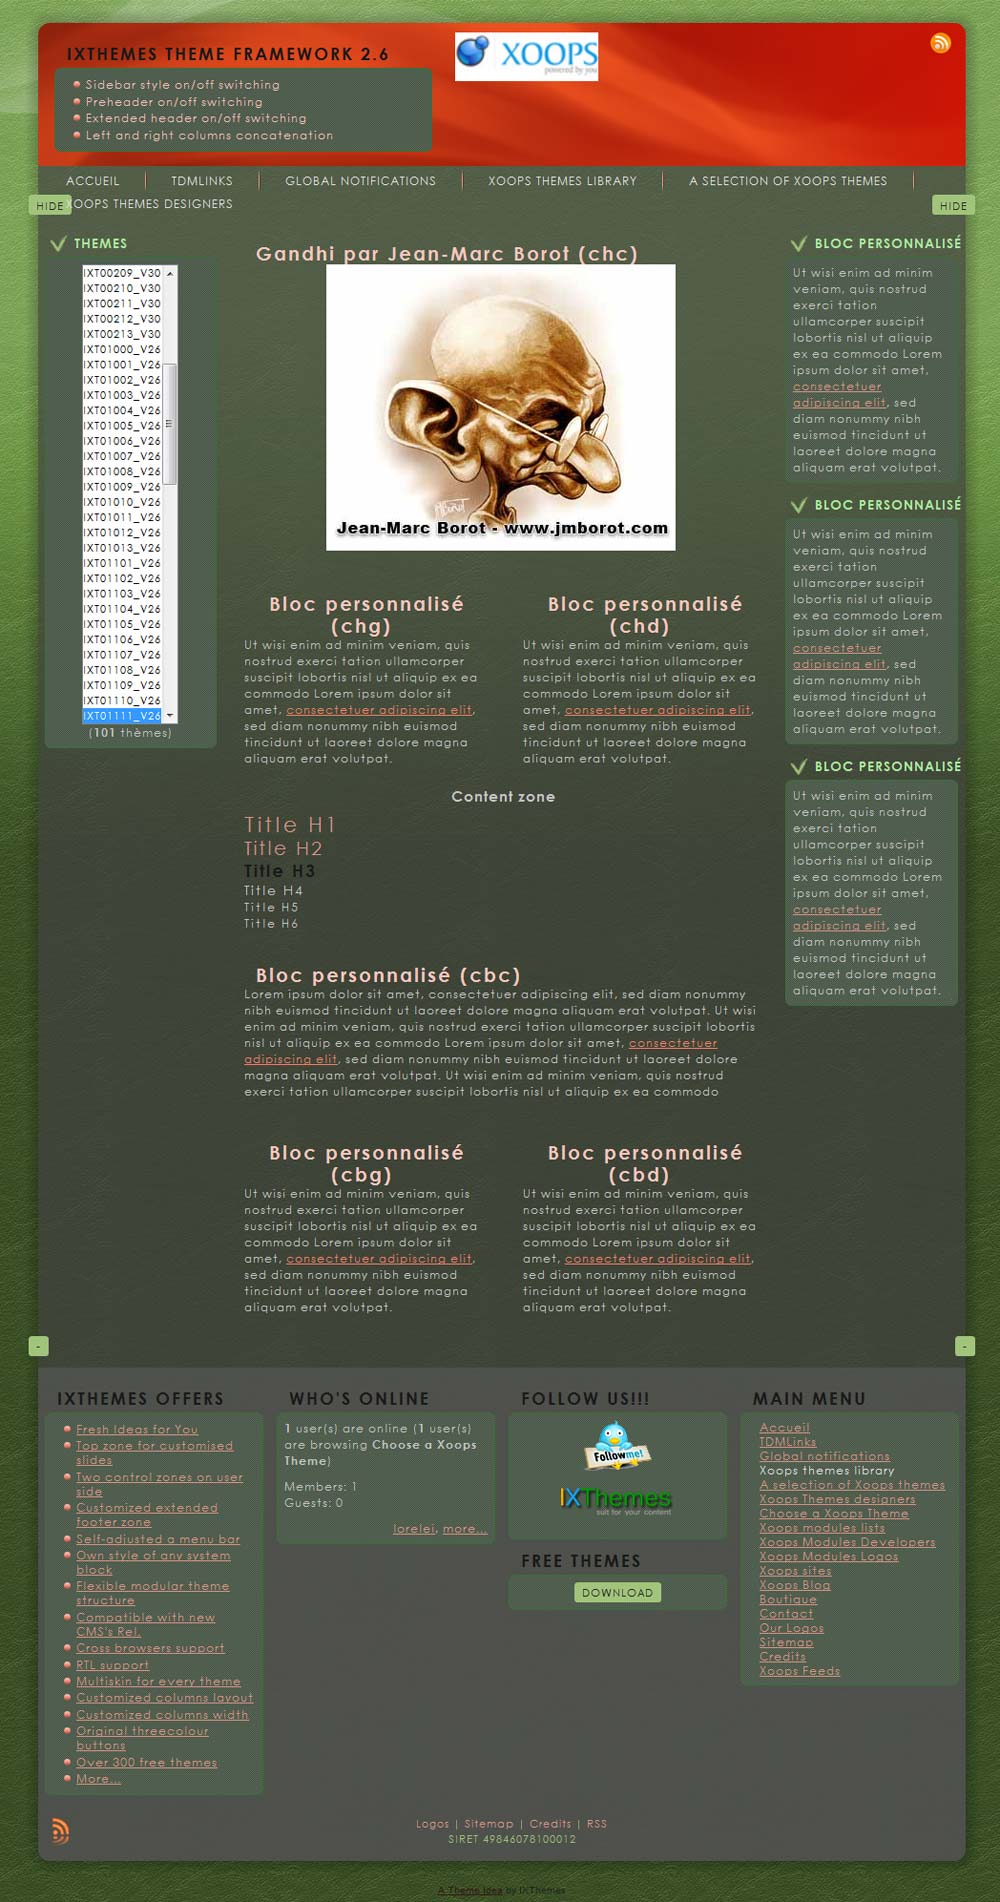 IXTHEMES THEME FRAMEWORK 2.6
Sidebar style on/off switching
Preheader on/off switching
Extended header on/off switching
Left and right columns concatenation
XOOPS
powered by you
ACCUEIL
TDMLINKS
GLOBAL NOTIFICATIONS
XOOPS THEMES LIBRARY
A SELECTION OF XOOPS THEMES
HIDE
XOOPS THEMES DESIGNERS
HIDE
THEMES
IXT00209_V30
IXT00210_V30
IXT00211_V30
IXT00212_V30
IXT00213_V30
IXT01000_V26
IXT01001_V26
IXT01002_V26
IXT01003_V26
IXT01004_V26
IXT01005_V26
IXT01006_V26
IXT01007_V26
IXT01008_V26
IXT01009_V26
IXT01010_V26
IXT01011_V26
IXT01012_V26
IXT01013_V26
IXT01101_V26
IXT01102_V26
IXT01103_V26
IXT01104_V26
IXT01105_V26
IXT01106_V26
IXT01107_V26
IXT01108_V26
IXT01109_V26
IXT01110_V26
IXT01111_V26
(101 thèmes)
Gandhi par Jean-Marc Borot (chc)
JMBorot
Jean-Marc Borot - www.jmborot.com
Bloc personnalisé
(chg)
Ut wisi enim ad minim veniam, quis
nostrud exerci tation ullamcorper
suscipit lobortis nisl ut aliquip ex ea
commodo Lorem ipsum dolor sit
amet, consectetuer adipiscing elit,
sed diam nonummy nibh euismod
tincidunt ut laoreet dolore magna
aliquam erat volutpat.
Bloc personnalisé
(chd)
Ut wisi enim ad minim veniam, quis
nostrud exerci tation ullamcorper
suscipit lobortis nisl ut aliquip ex ea
commodo Lorem ipsum dolor sit
amet, consectetuer adipiscing elit,
sed diam nonummy nibh euismod
tincidunt ut laoreet dolore magna
aliquam erat volutpat.
Content zone
Title H1
Title H2
Title H3
Title H4
Title H5
Title H6
Bloc personnalisé (cbc)
Lorem ipsum dolor sit amet, consectetuer adipiscing elit, sed diam nonummy
nibh euismod tincidunt ut laoreet dolore magna aliquam erat volutpat. Ut wisi
enim ad minim veniam, quis nostrud exerci tation ullamcorper suscipit lobortis
nisl ut aliquip ex ea commodo Lorem ipsum dolor sit amet, consectetuer
adipiscing elit, sed diam nonummy nibh euismod tincidunt ut laoreet dolore
magna aliquam erat volutpat. Ut wisi enim ad minim veniam, quis nostrud
exerci tation ullamcorper suscipit lobortis nisl ut aliquip ex ea commodo
Bloc personnalisé
(cbg)
Ut wisi enim ad minim veniam, quis
nostrud exerci tation ullamcorper
suscipit lobortis nisl ut aliquip ex ea
commodo Lorem ipsum dolor sit
amet, consectetuer adipiscing elit,
sed diam nonummy nibh euismod
tincidunt ut laoreet dolore magna
aliquam erat volutpat.
Bloc personnalisé
(cbd)
Ut wisi enim ad minim veniam, quis
nostrud exerci tation ullamcorper
suscipit lobortis nisl ut aliquip ex ea
commodo Lorem ipsum dolor sit
amet, consectetuer adipiscing elit,
sed diam nonummy nibh euismod
tincidunt ut laoreet dolore magna
aliquam erat volutpat.
BLOC PERSONNALISÉ
Ut wisi enim ad minim
veniam, quis nostrud
exerci tation
ullamcorper suscipit
lobortis nisl ut aliquip
ex ea commodo Lorem
ipsum dolor sit amet,
consectetuer
adipiscing elit, sed
diam nonummy nibh
euismod tincidunt ut
laoreet dolore magna
aliquam erat volutpat.
BLOC PERSONNALISÉ
Ut wisi enim ad minim
veniam, quis nostrud
exerci tation
ullamcorper suscipit
lobortis nisl ut aliquip
ex ea commodo Lorem
ipsum dolor sit amet,
consectetuer
adipiscing elit, sed
diam nonummy nibh
euismod tincidunt ut
laoreet dolore magna
aliquam erat volutpat.
BLOC PERSONNALISÉ
Ut wisi enim ad minim
veniam, quis nostrud
exerci tation
ullamcorper suscipit
lobortis nisl ut aliquip
ex ea commodo Lorem
ipsum dolor sit amet,
consectetuer
adipiscing elit, sed
diam nonummy nibh
euismod tincidunt ut
laoreet dolore magna
aliquam erat volutpat.
-
-
IXTHEMES OFFERS
Fresh Ideas for You
Top zone for customised
slides
Two control zones on user
side
Customized extended
footer zone
Self-adjusted a menu bar
Own style of any system
block
Flexible modular theme
structure
Compatible with new
CMS's Rel.
Cross browsers support
RTL support
Multiskin for every theme
Customized columns layout
Customized columns width
Original threecolour
buttons
Over 300 free themes
More...
WHO'S ONLINE
1 user(s) are online (1 user(s)
are browsing Choose a Xoops
Theme)
Members: 1
Guests: 0
lorelei, more...
FOLLOW US!!!
Follow me!
IXThemes
suit for your content
FREE THEMES
DOWNLOAD
MAIN MENU
Accueil
TDMLinks
Global notifications
Xoops themes library
A selection of Xoops themes
Xoops Themes designers
Choose a Xoops Theme
Xoops modules lists
Xoops Modules Developers
Xoops Modules Logos
Xoops sites
Xoops Blog
Boutique
Contact
Our Logos
Sitemap
Credits
Xoops Feeds
Logos | Sitemap | Credits | RSS
SIRET 49846078100012
A Theme Idea by IXThemes